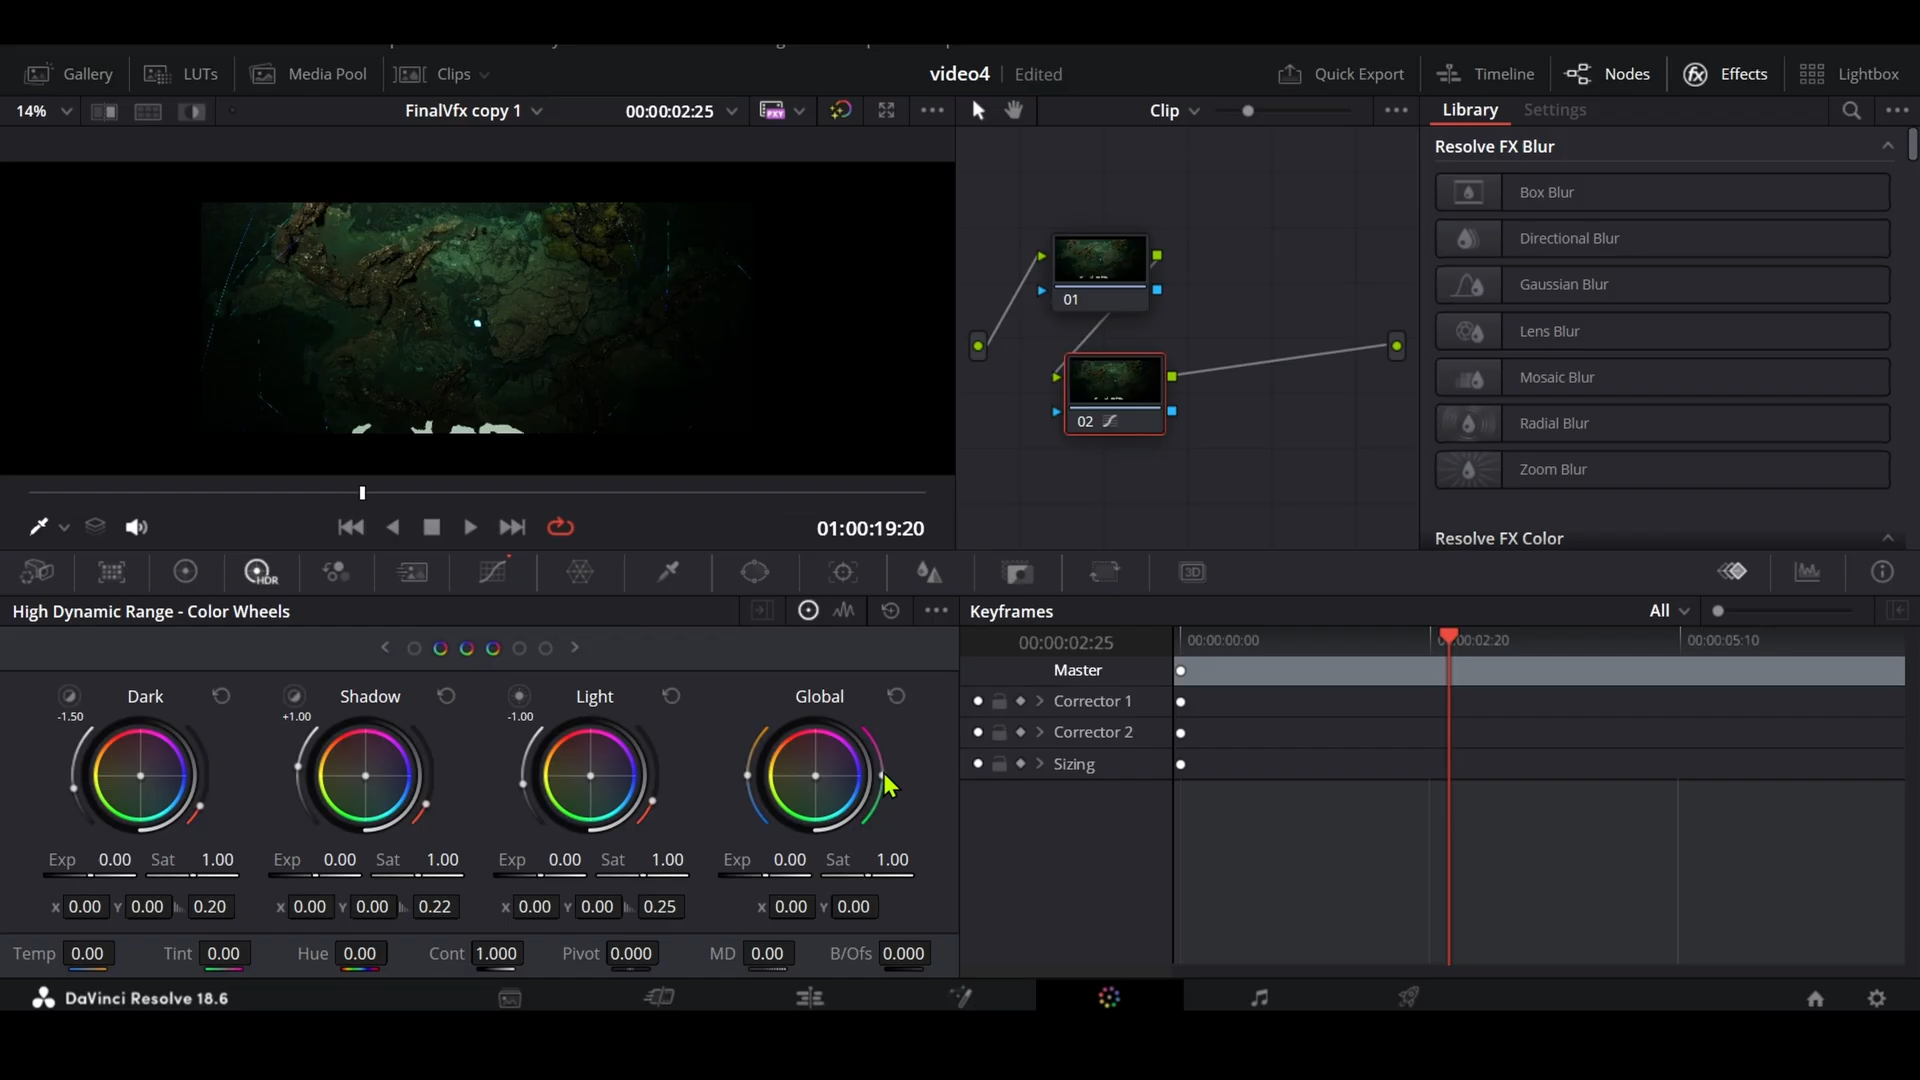 Gallery LUTs Media Pool Clips video4 Edited Quick Export Timeline Nodes Effects Lightbox
14% FinalVfx copy 1 00:00:02:25 Clip Library Settings
Resolve FX Blur
Box Blur
Directional Blur
Gaussian Blur
Lens Blur
Mosaic Blur
Radial Blur
Zoom Blur
Resolve FX Color
01
02
01:00:19:20
HDR
3D
High Dynamic Range - Color Wheels
Dark Shadow Light Global
-1.50 +1.00 -1.00
Exp 0.00 Sat 1.00 Exp 0.00 Sat 1.00 Exp 0.00 Sat 1.00 Exp 0.00 Sat 1.00
X 0.00 Y 0.00 0.20 X 0.00 Y 0.00 0.22 X 0.00 Y 0.00 0.25 X 0.00 Y 0.00
Temp 0.00 Tint 0.00 Hue 0.00 Cont 1.000 Pivot 0.000 MD 0.00 B/Ofs 0.000
Keyframes All
00:00:02:25 00:00:00:00 00:00:02:20 00:00:05:10
Master
Corrector 1
Corrector 2
Sizing
DaVinci Resolve 18.6